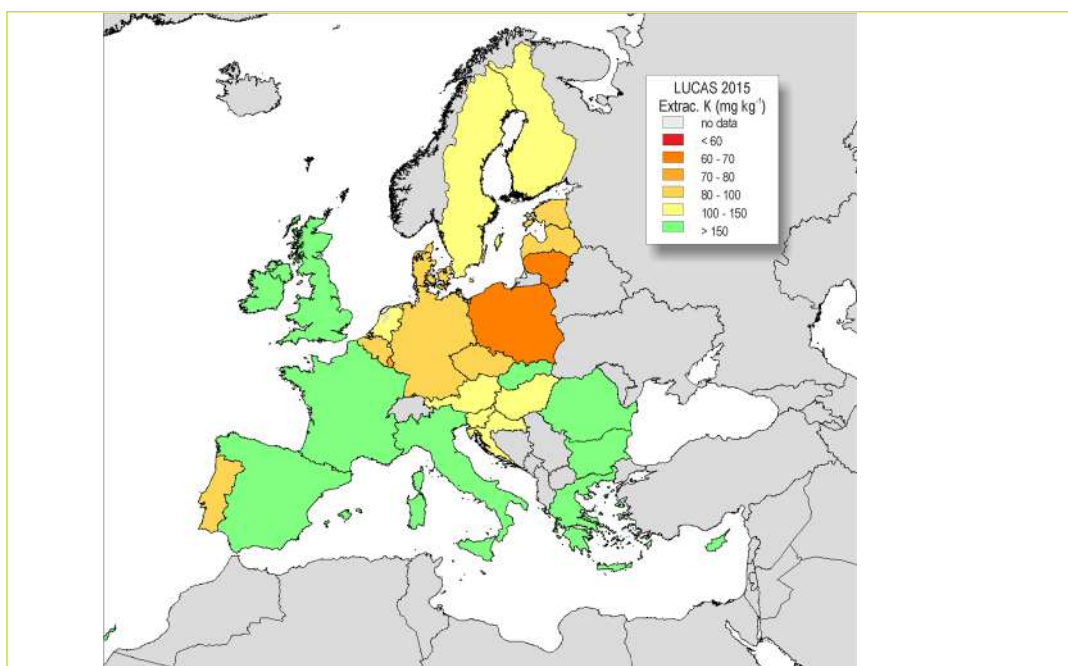 LUCAS 2015
Extrac. K (mg kg⁻¹)
no data
< 60
60 - 70
70 - 80
80 - 100
100 - 150
> 150